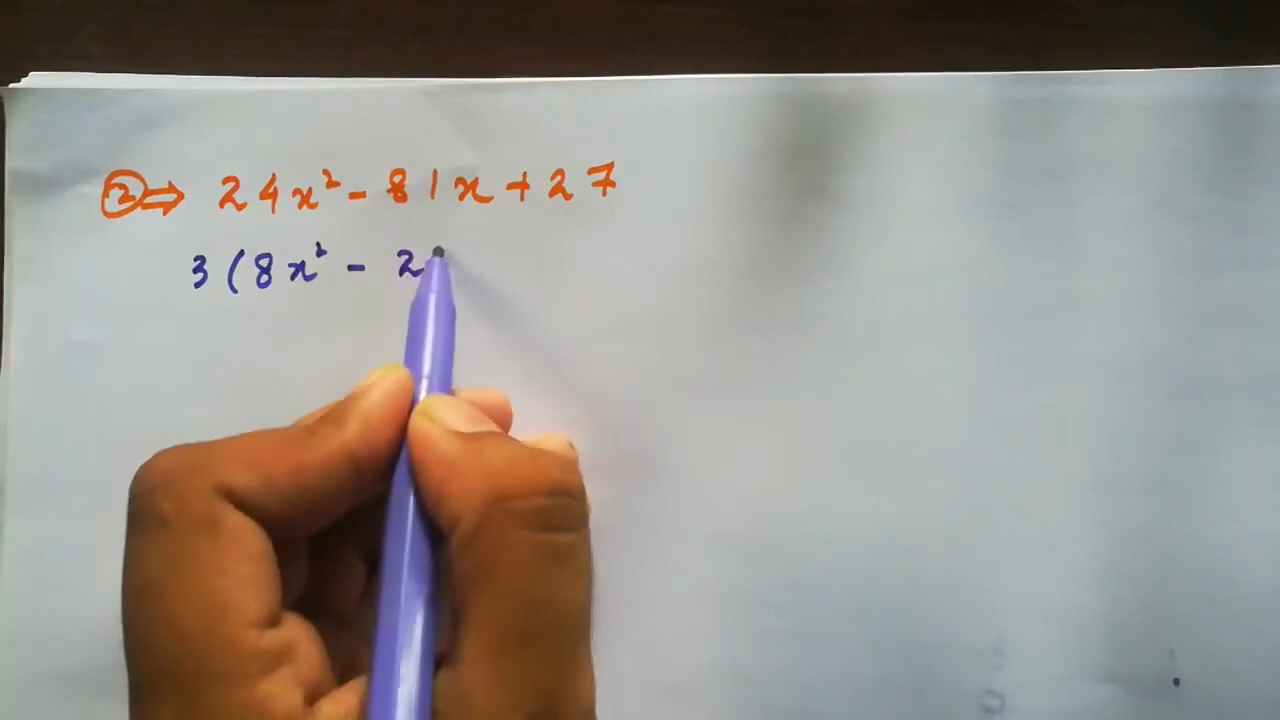 ② ⇒ 24x² - 81x + 27
3 (8x² - 2